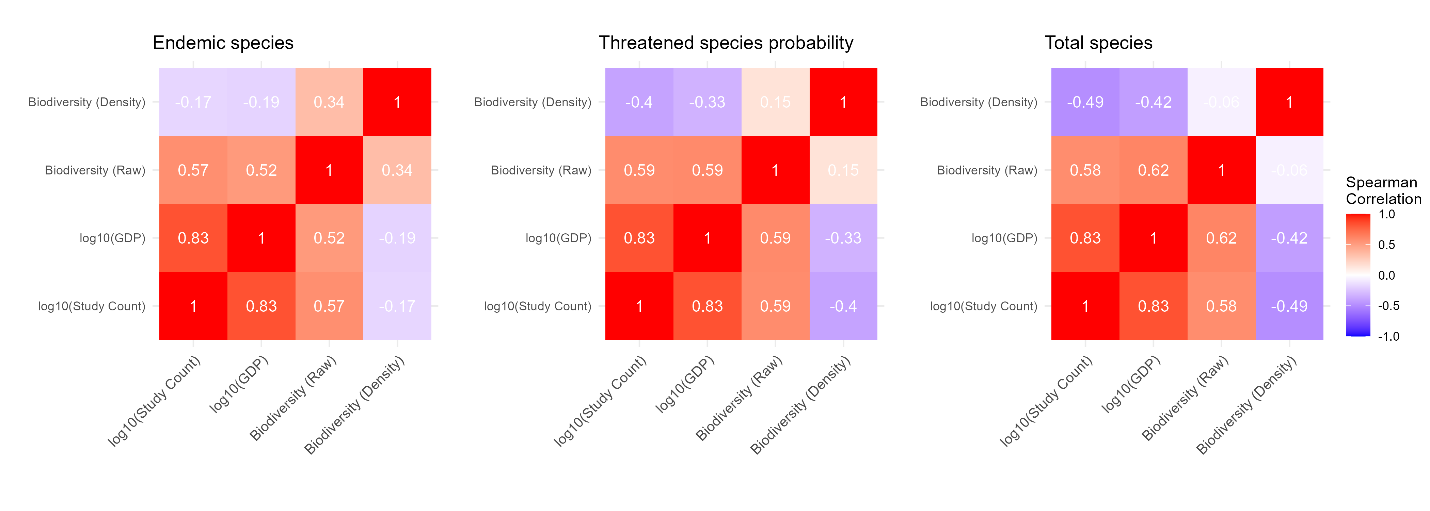 Endemic species
Biodiversity (Density)
-0.17 -0.19 0.34 1
Biodiversity (Raw)
0.57 0.52 1 0.34
log10(GDP)
0.83 1 0.52 -0.19
log10(Study Count)
1 0.83 0.57 -0.17
log10(Study Count)
log10(GDP)
Biodiversity (Raw)
Biodiversity (Density)
Threatened species probability
Biodiversity (Density)
-0.4 -0.33 0.15 1
Biodiversity (Raw)
0.59 0.59 1 0.15
log10(GDP)
0.83 1 0.59 -0.33
log10(Study Count)
1 0.83 0.59 -0.4
log10(Study Count)
log10(GDP)
Biodiversity (Raw)
Biodiversity (Density)
Total species
Biodiversity (Density)
-0.49 -0.42 -0.06 1
Biodiversity (Raw)
0.58 0.62 1 -0.06
log10(GDP)
0.83 1 0.62 -0.42
log10(Study Count)
1 0.83 0.58 -0.49
log10(Study Count)
log10(GDP)
Biodiversity (Raw)
Biodiversity (Density)
Spearman
Correlation
1.0
0.5
0.0
-0.5
-1.0